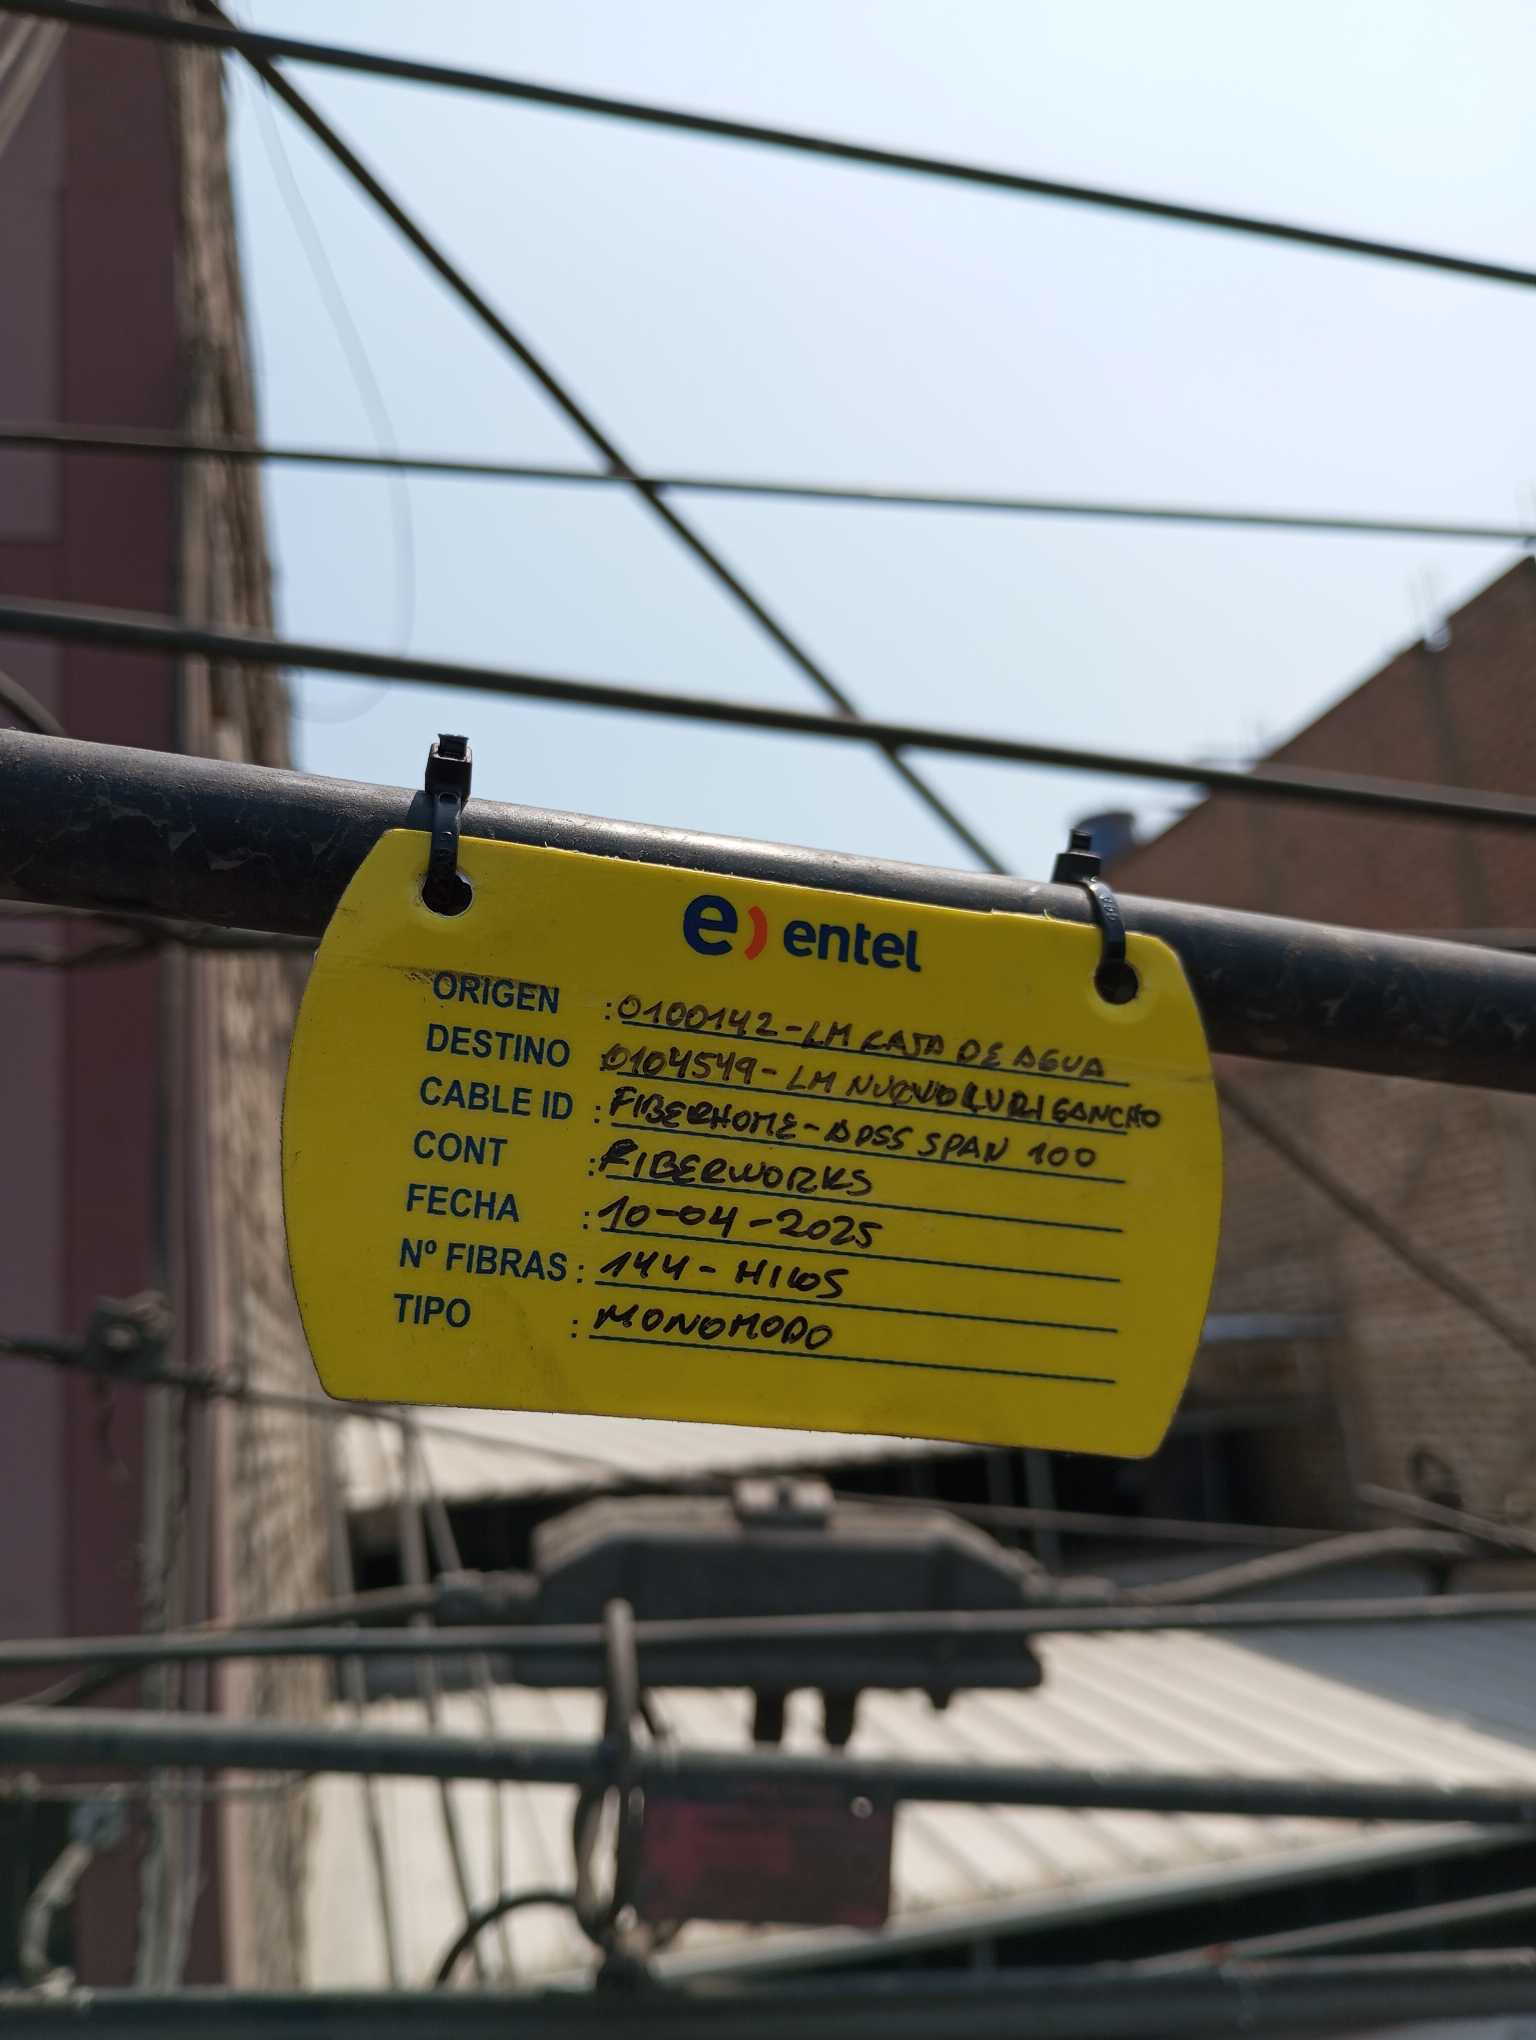 e) entel
ORIGEN : 0100142-LM CAJA DE AGUA
DESTINO 0104549-LM NUEVO LURIGANCHO
CABLE ID : FIBERHOME-ADSS SPAN 100
CONT : FIBERWORKS
FECHA : 10-04-2025
Nº FIBRAS : 144-HILOS
TIPO : MONOMODO